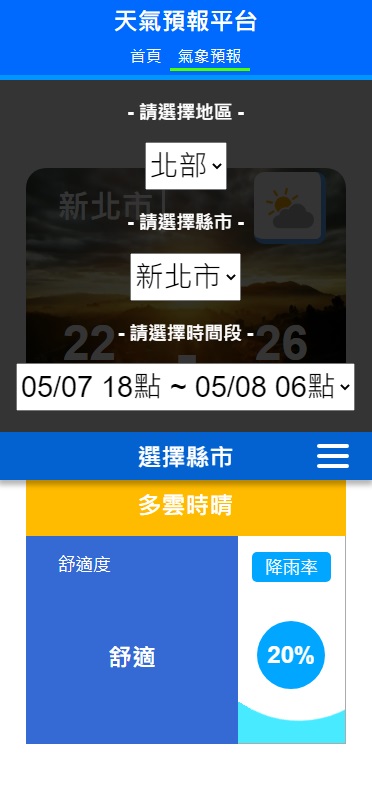 天氣預報平台
首頁 氣象預報
- 請選擇地區 -
北部
新北市
- 請選擇縣市 -
新北市
22 - 26
- 請選擇時間段 -
05/07 18點 ~ 05/08 06點
選擇縣市
多雲時晴
舒適度 降雨率
舒適 20%